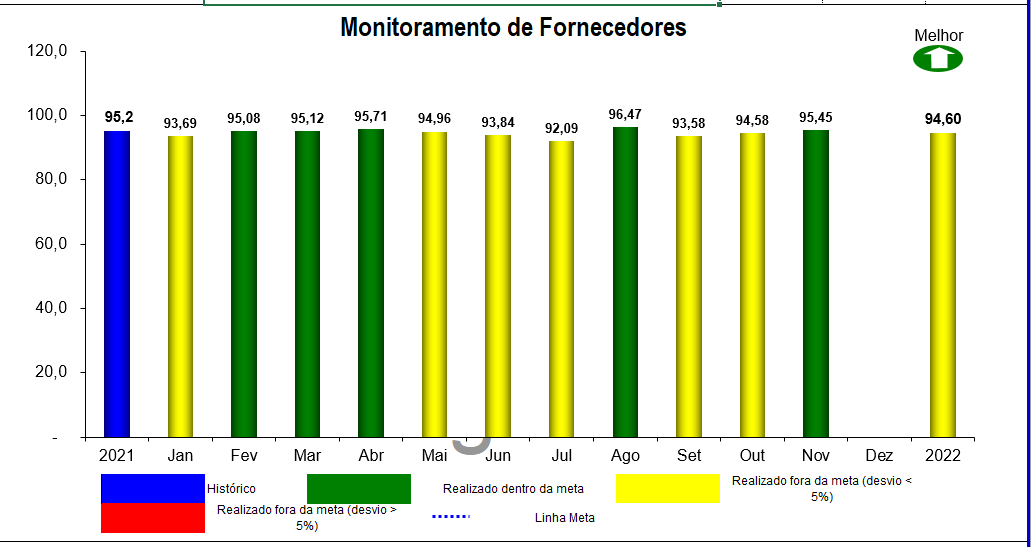 Monitoramento de Fornecedores
Melhor
120,0
100,0
80,0
60,0
40,0
20,0
-
95,2
93,69
95,08
95,12
95,71
94,96
93,84
92,09
96,47
93,58
94,58
95,45
94,60
2021 Jan Fev Mar Abr Mai Jun Jul Ago Set Out Nov Dez 2022
Histórico
Realizado dentro da meta
Realizado fora da meta (desvio <
5%)
Realizado fora da meta (desvio >
5%)
Linha Meta